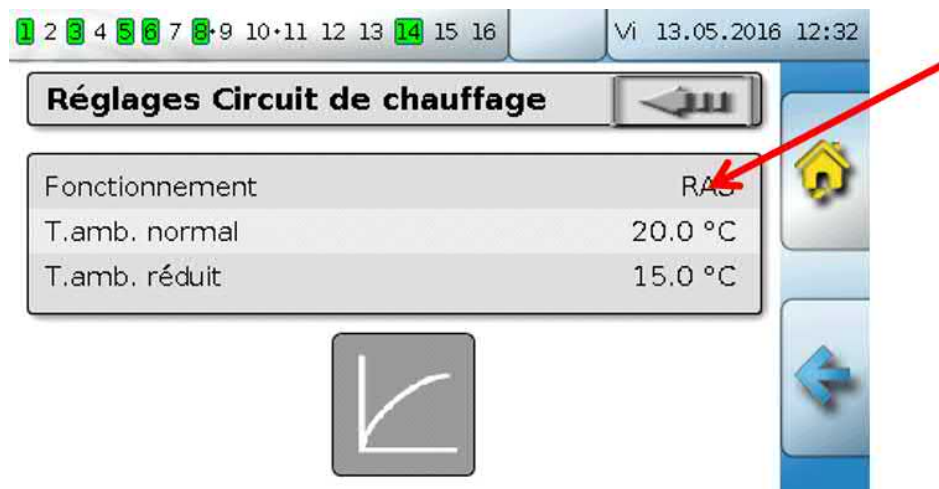 1 2 3 4 5 6 7 8·9 10·11 12 13 14 15 16 Vi 13.05.2016 12:32
Réglages Circuit de chauffage
Fonctionnement RAS
T.amb. normal 20.0 °C
T.amb. réduit 15.0 °C